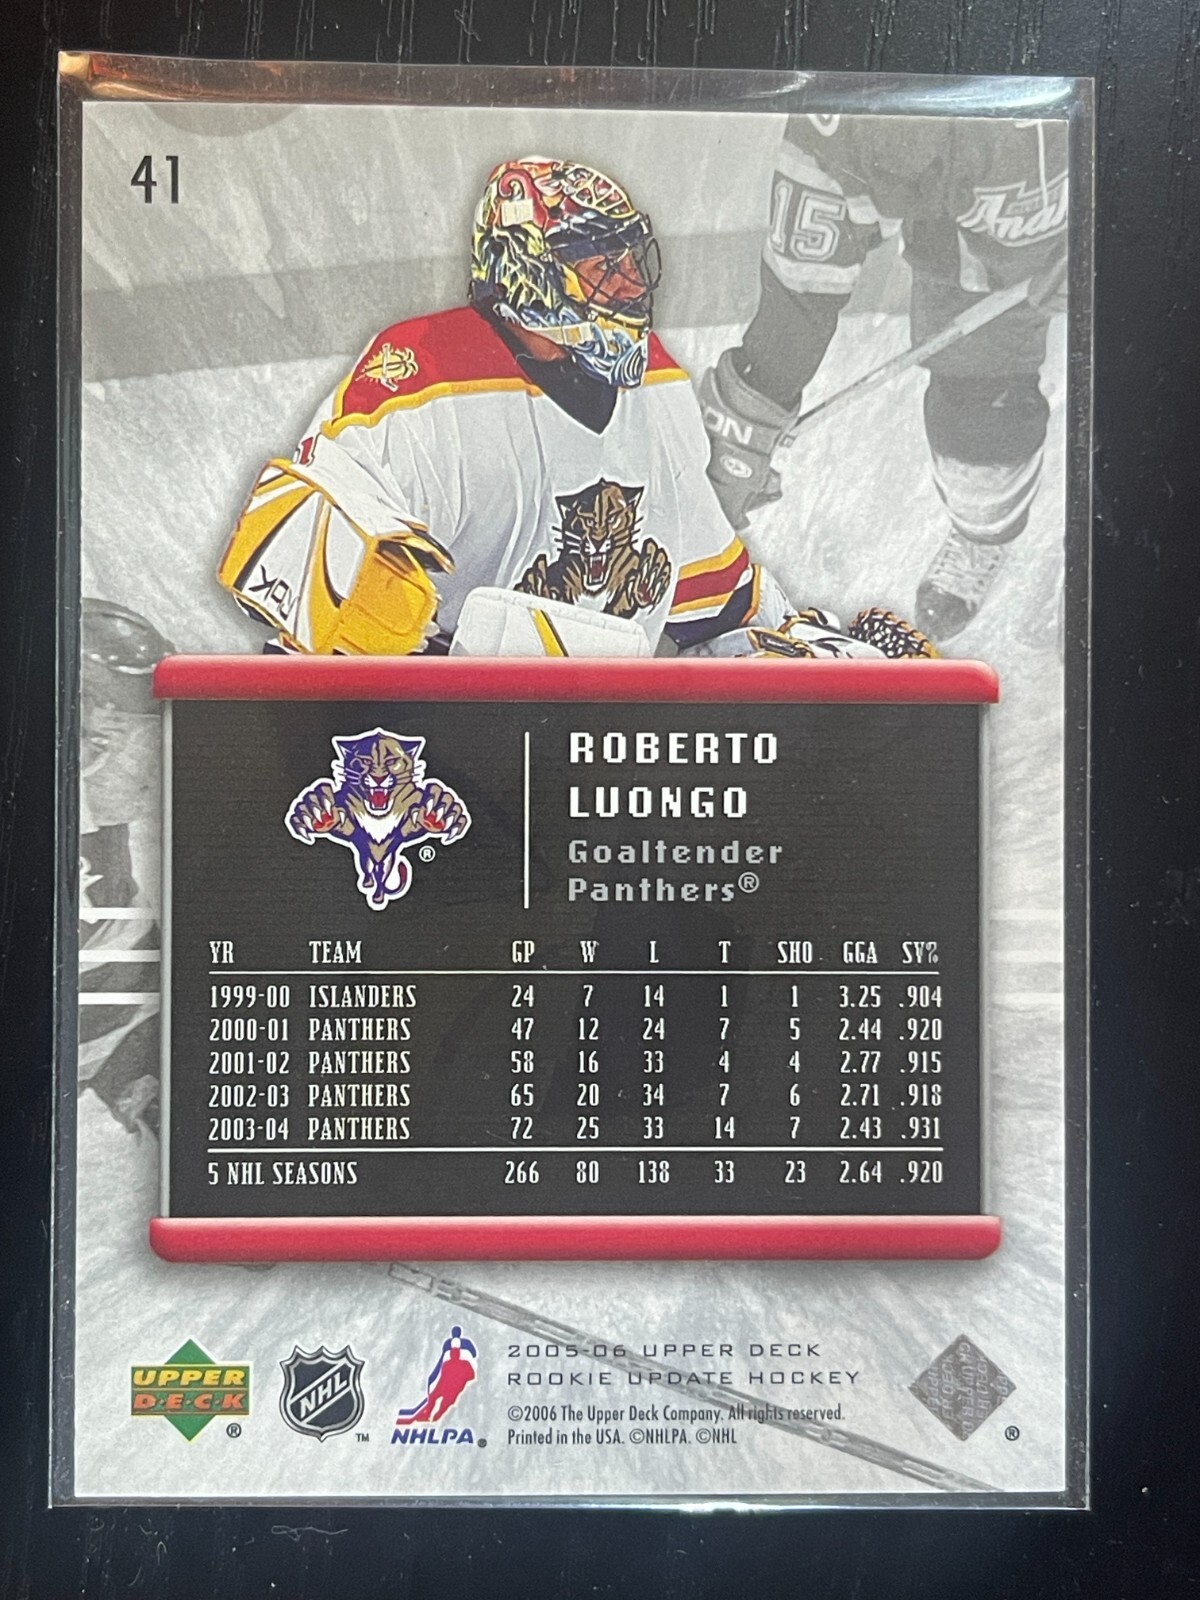 41
15
1
ON
ROBERTO
LUONGO
Goaltender
Panthers®
®
YR TEAM GP W L T SHO GGA SV%
1999-00 ISLANDERS 24 7 14 1 1 3.25 .904
2000-01 PANTHERS 47 12 24 7 5 2.44 .920
2001-02 PANTHERS 58 16 33 4 4 2.77 .915
2002-03 PANTHERS 65 20 34 7 6 2.71 .918
2003-04 PANTHERS 72 25 33 14 7 2.43 .931
5 NHL SEASONS 266 80 138 33 23 2.64 .920
UPPER
DECK
®
NHL
TM
NHLPA®
2005-06 UPPER DECK
ROOKIE UPDATE HOCKEY
©2006 The Upper Deck Company. All rights reserved.
Printed in the USA. ©NHLPA. ©NHL
®